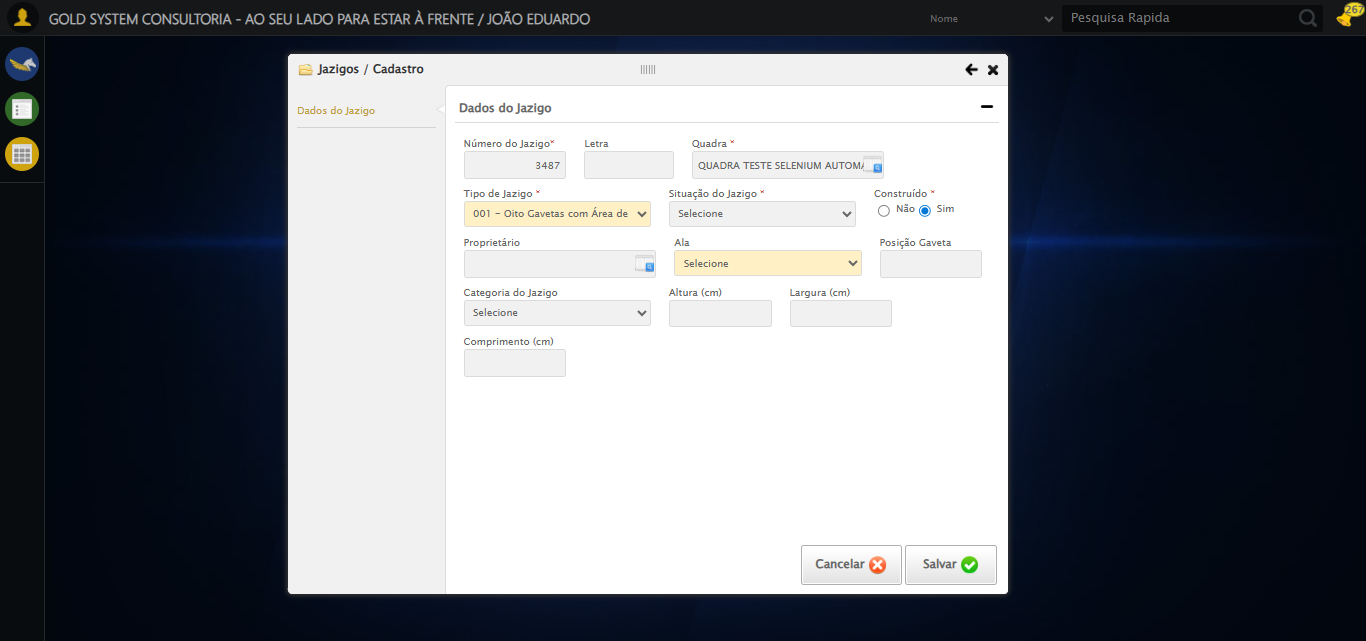 GOLD SYSTEM CONSULTORIA - AO SEU LADO PARA ESTAR À FRENTE / JOÃO EDUARDO
Nome
Pesquisa Rapida
267
Jazigos / Cadastro
Dados do Jazigo
Dados do Jazigo
Número do Jazigo*
Letra
Quadra *
3487
QUADRA TESTE SELENIUM AUTOMA
Tipo de Jazigo *
Situação do Jazigo *
Construído *
001 - Oito Gavetas com Área de
Selecione
Não
Sim
Proprietário
Ala
Posição Gaveta
Selecione
Categoria do Jazigo
Altura (cm)
Largura (cm)
Selecione
Comprimento (cm)
Cancelar
Salvar